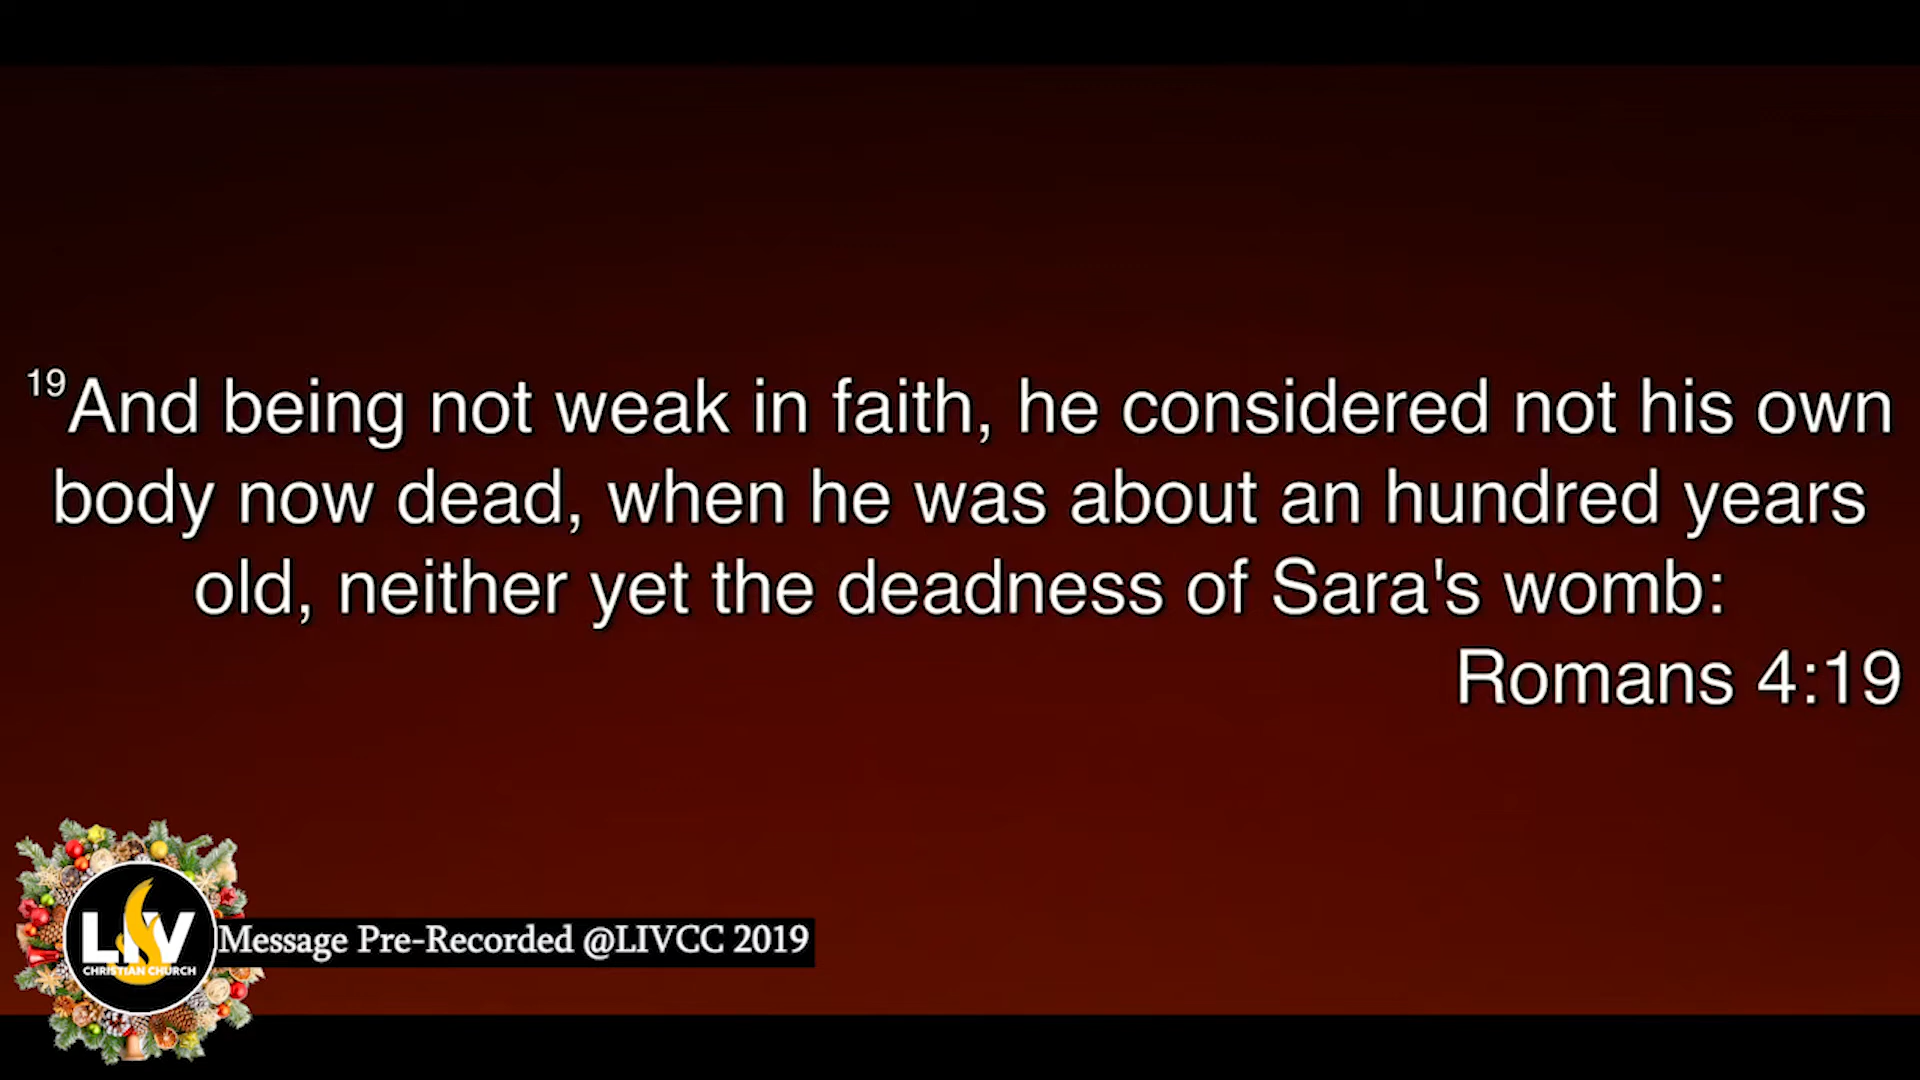 19And being not weak in faith, he considered not his own
body now dead, when he was about an hundred years
old, neither yet the deadness of Sara's womb:
Romans 4:19
LIV
CHRISTIAN CHURCH
Message Pre-Recorded @LIVCC 2019